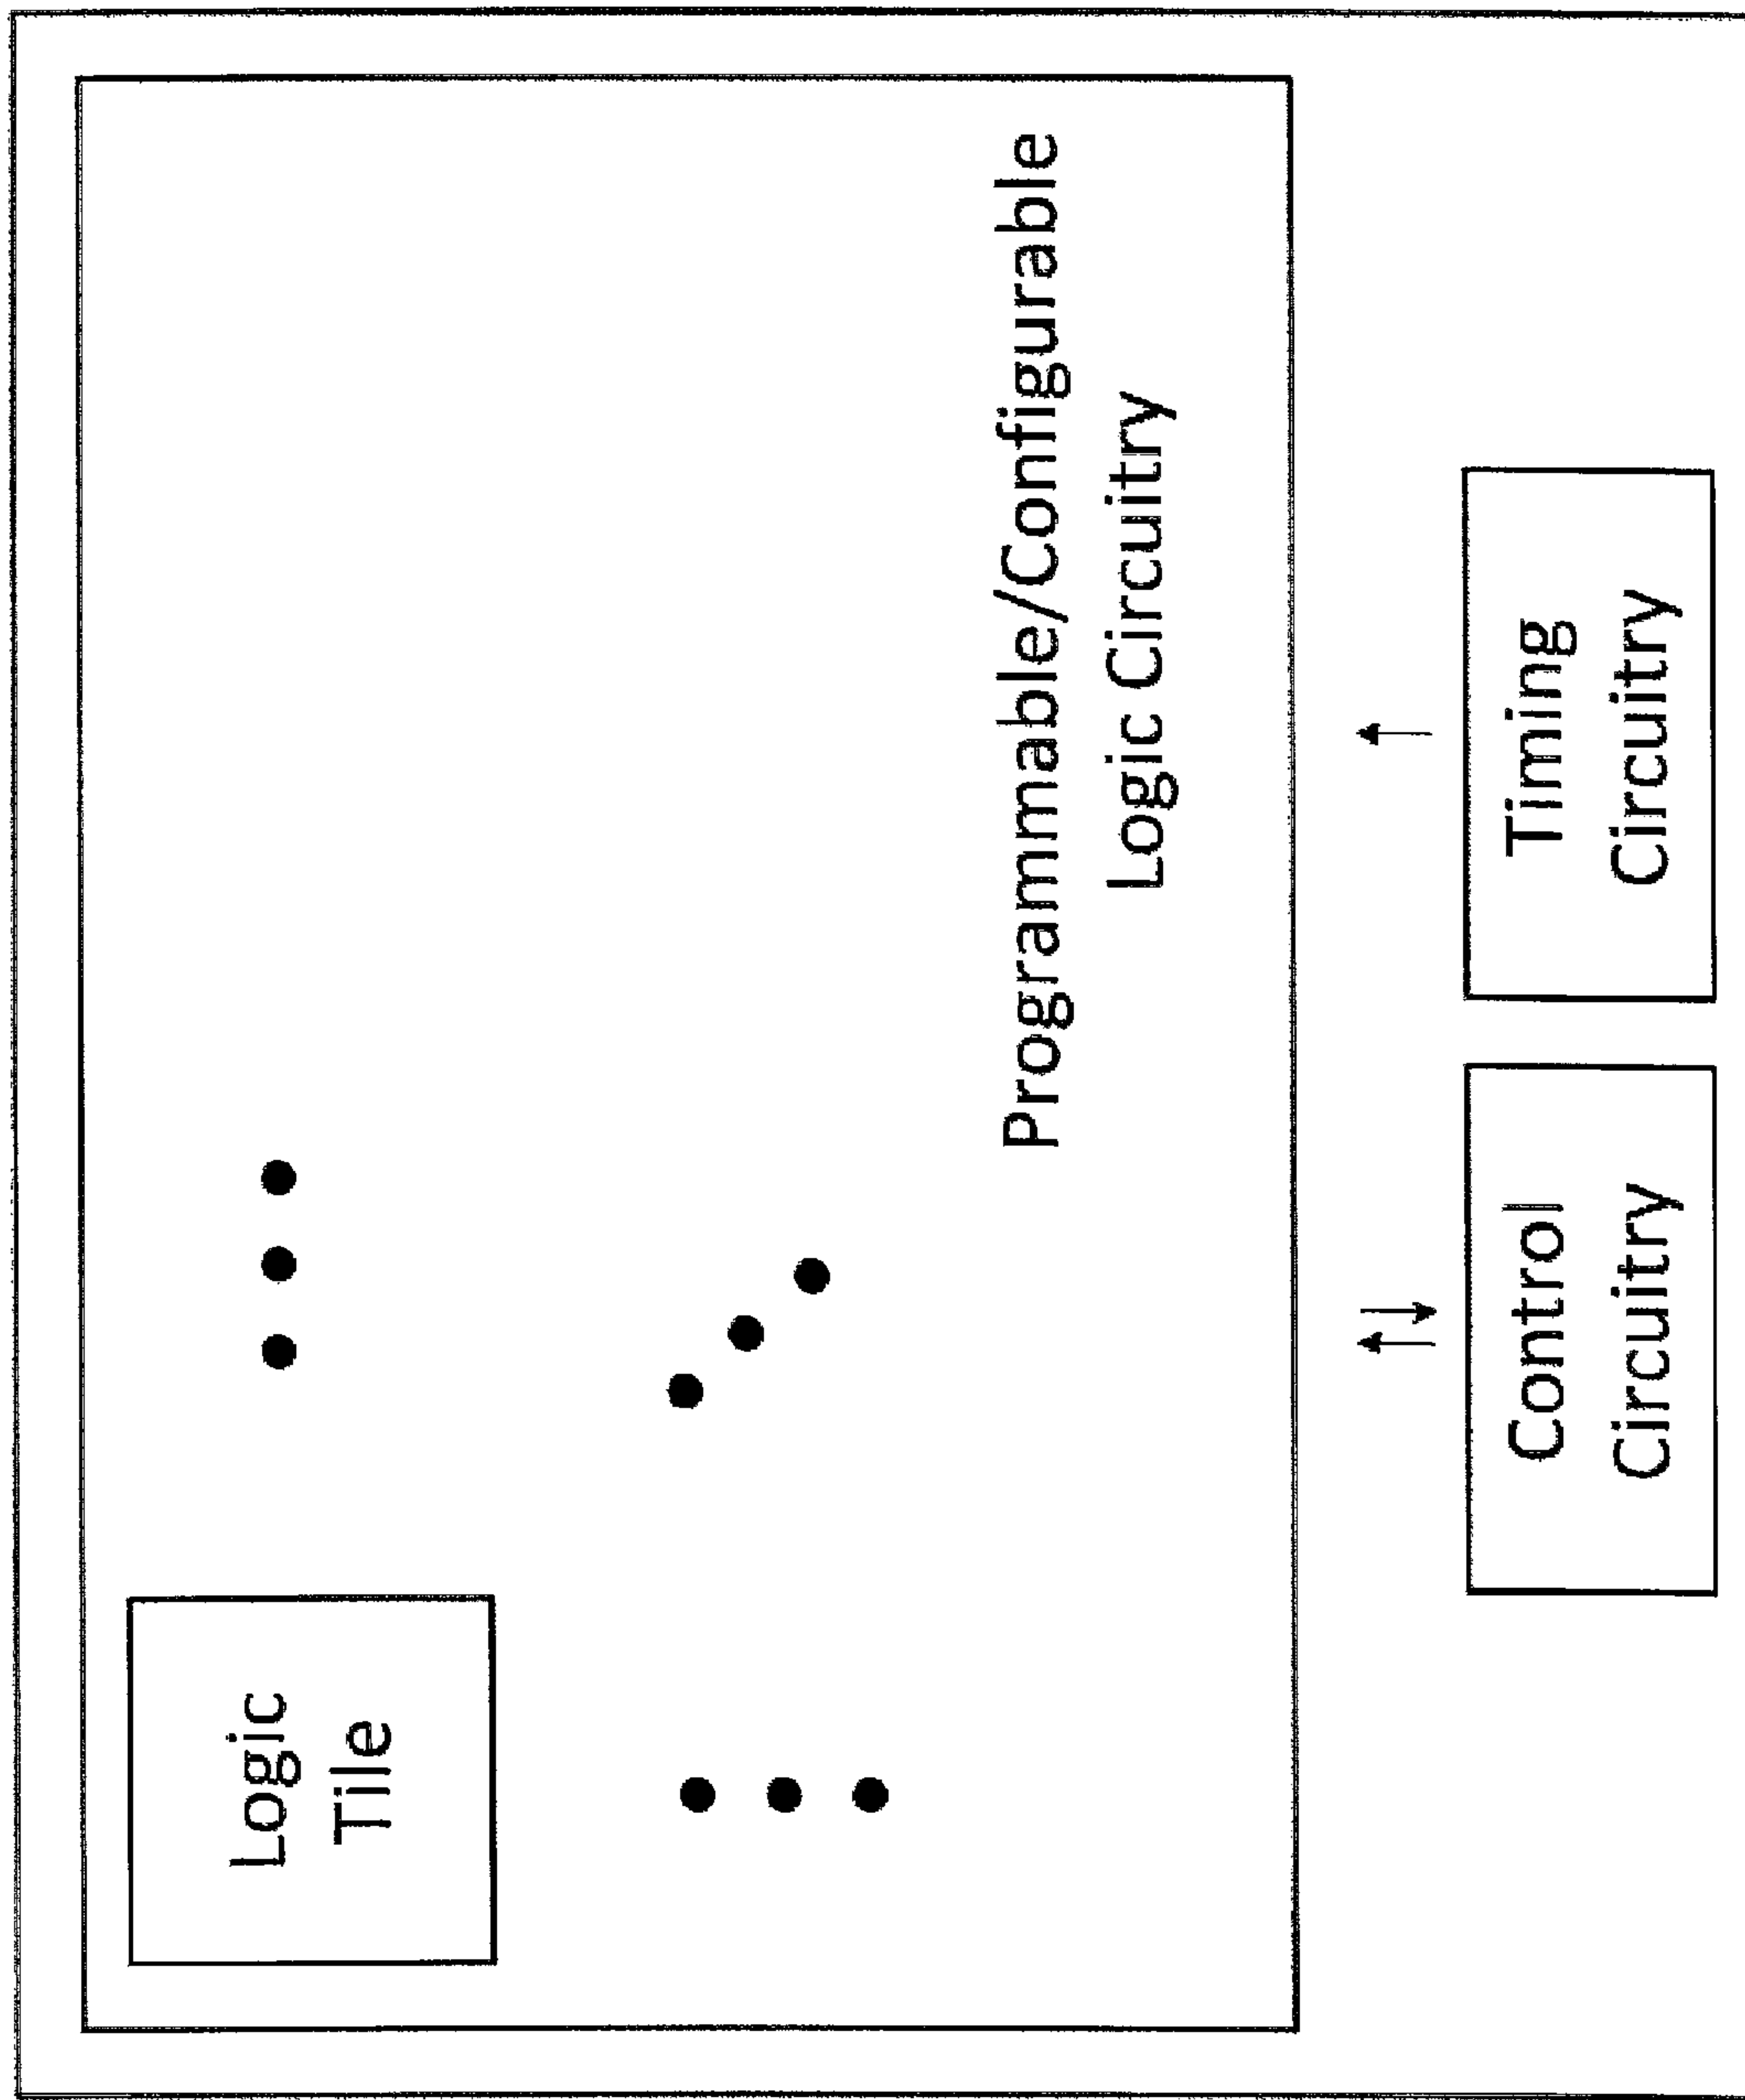 Logic
Tile
Programmable/Configurable
Logic Circuitry
Control
Circuitry
Timing
Circuitry